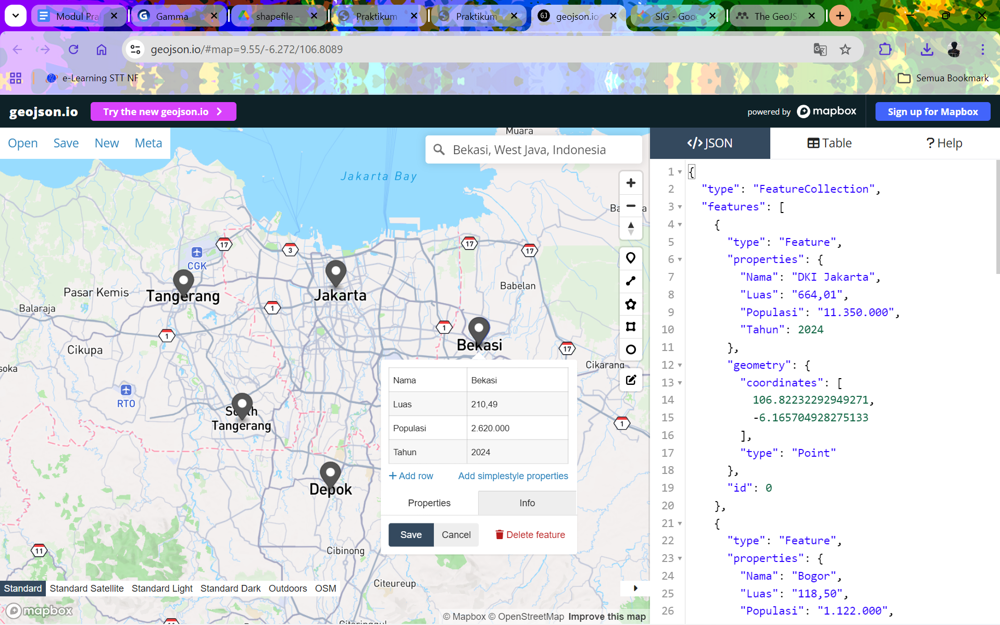 Modul Pra
Gamma
shapefile -
Praktikum
Praktikum
geojson.io
SIG - Goo
The GeoJS
geojson.io/#map=9.55/-6.272/106.8089
e-Learning STT NF
Semua Bookmark
geojson.io
Try the new geojson.io
powered by mapbox
Sign up for Mapbox
Open Save New Meta
Muara
Bekasi, West Java, Indonesia
JSON
Table
? Help
Jakarta Bay
17
3
17
17
CGK
Tangerang
Jakarta
Pasar Kemis
Babelan
Balaraja
1
1
1
Bekasi
17
Cikupa
Cikarang
soka
RTO
South
Tangerang
1
Depok
Cibinong
11
Citeureup
Nama Bekasi
Luas 210,49
Populasi 2.620.000
Tahun 2024
+ Add row
Add simplestyle properties
Properties
Info
Save
Cancel
Delete feature
Standard Standard Satellite Standard Light Standard Dark Outdoors OSM
mapbox
© Mapbox © OpenStreetMap Improve this map
1 {
2 "type": "FeatureCollection",
3 "features": [
4 {
5 "type": "Feature",
6 "properties": {
7 "Nama": "DKI Jakarta",
8 "Luas": "664,01",
9 "Populasi": "11.350.000",
10 "Tahun": 2024
11 },
12 "geometry": {
13 "coordinates": [
14 106.82232292949271,
15 -6.165704928275133
16 ],
17 "type": "Point"
18 },
19 "id": 0
20 },
21 {
22 "type": "Feature",
23 "properties": {
24 "Nama": "Bogor",
25 "Luas": "118,50",
26 "Populasi": "1.122.000",